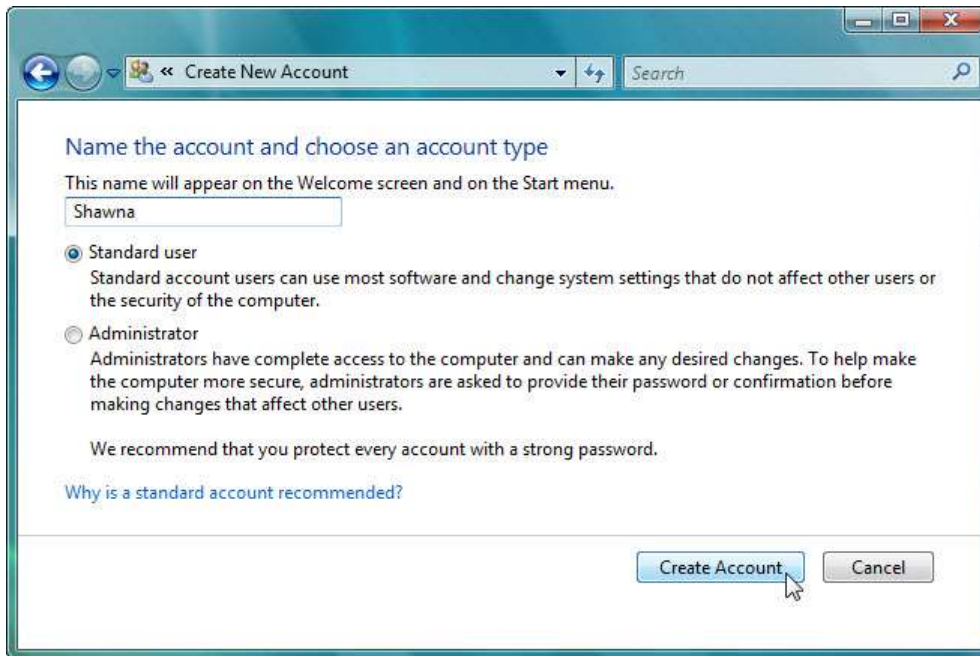 « Create New Account
Search
Name the account and choose an account type
This name will appear on the Welcome screen and on the Start menu.
Shawna
Standard user
Standard account users can use most software and change system settings that do not affect other users or
the security of the computer.
Administrator
Administrators have complete access to the computer and can make any desired changes. To help make
the computer more secure, administrators are asked to provide their password or confirmation before
making changes that affect other users.
We recommend that you protect every account with a strong password.
Why is a standard account recommended?
Create Account
Cancel